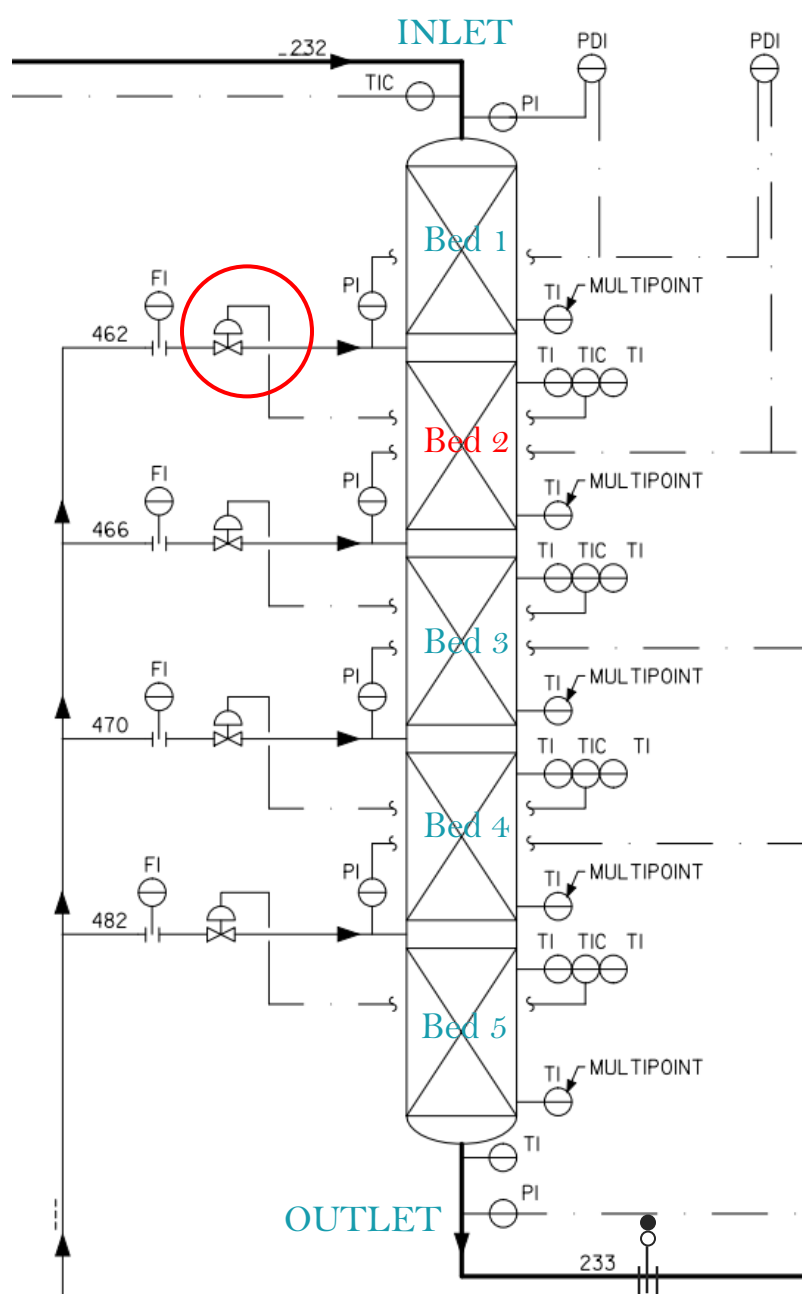 INLET
_232
PDI
PDI
TIC
PI
Bed 1
FI
PI
TI
MULTIPOINT
462
TI TIC TI
Bed 2
FI
PI
TI
MULTIPOINT
466
TI TIC TI
Bed 3
FI
PI
TI
MULTIPOINT
470
TI TIC TI
Bed 4
FI
PI
TI
MULTIPOINT
482
TI TIC TI
Bed 5
TI
MULTIPOINT
TI
PI
OUTLET
233